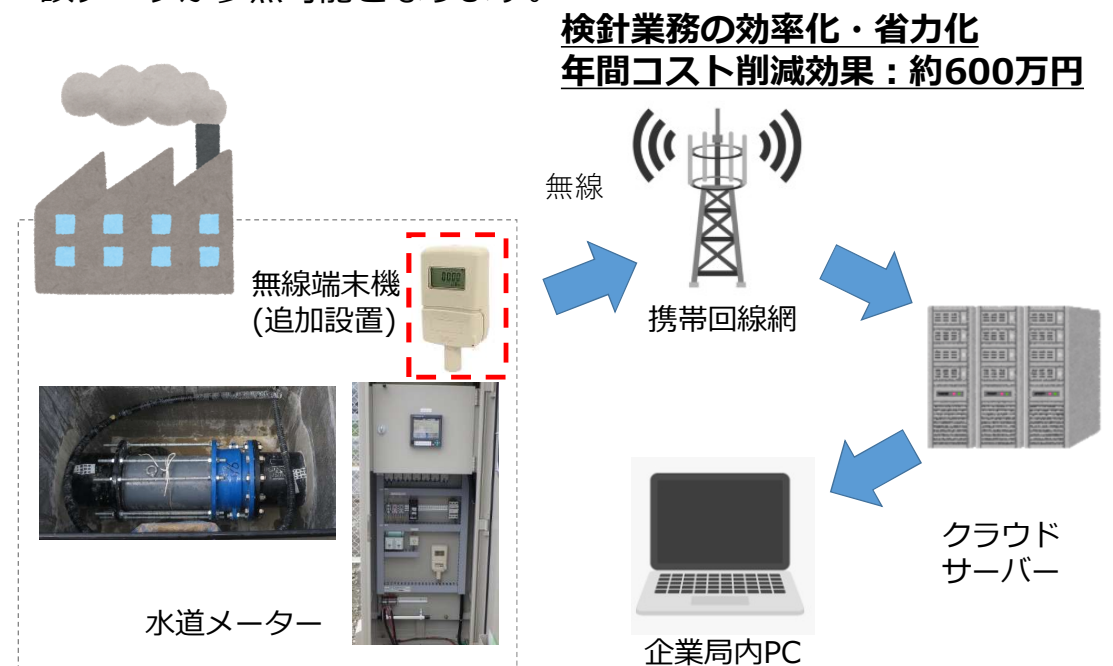 検針業務の効率化・省力化
年間コスト削減効果：約600万円
無線
無線端末機
(追加設置)
携帯回線網
水道メーター
クラウド
サーバー
企業局内PC